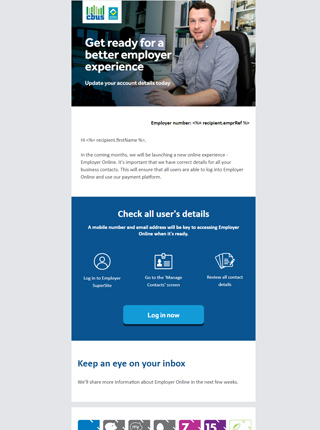 cbus
Get ready for a
better employer
experience
Update your account details today
Employer number: <%= recipient.emprRef %>
Hi <%= recipient.firstName %>,
In the coming months, we will be launching a new online experience -
Employer Online. It's important that we have correct details for all your
business contacts. This will ensure that all users are able to log into Employer
Online and use our payment platform.
Check all user's details
A mobile number and email address will be key to accessing Employer
Online when it's ready.
Log in to Employer
SuperSite
Go to the 'Manage
Contacts' screen
Review all contact
details
Log in now
Keep an eye on your inbox
We'll share more information about Employer Online in the next few weeks.
my
7
15